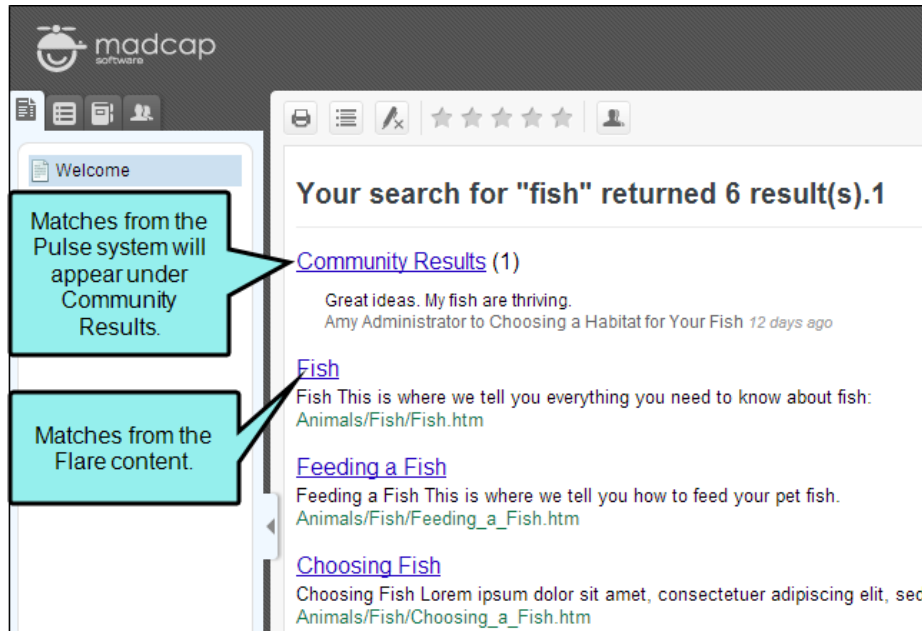 madcap
software
Welcome
Matches from the
Pulse system will
appear under
Community
Results.
Matches from the
Flare content.
Your search for "fish" returned 6 result(s).1
Community Results (1)
Great ideas. My fish are thriving.
Amy Administrator to Choosing a Habitat for Your Fish 12 days ago
Fish
Fish This is where we tell you everything you need to know about fish:
Animals/Fish/Fish.htm
Feeding a Fish
Feeding a Fish This is where we tell you how to feed your pet fish.
Animals/Fish/Feeding_a_Fish.htm
Choosing Fish
Choosing Fish Lorem ipsum dolor sit amet, consectetuer adipiscing elit, sed
Animals/Fish/Choosing_a_Fish.htm